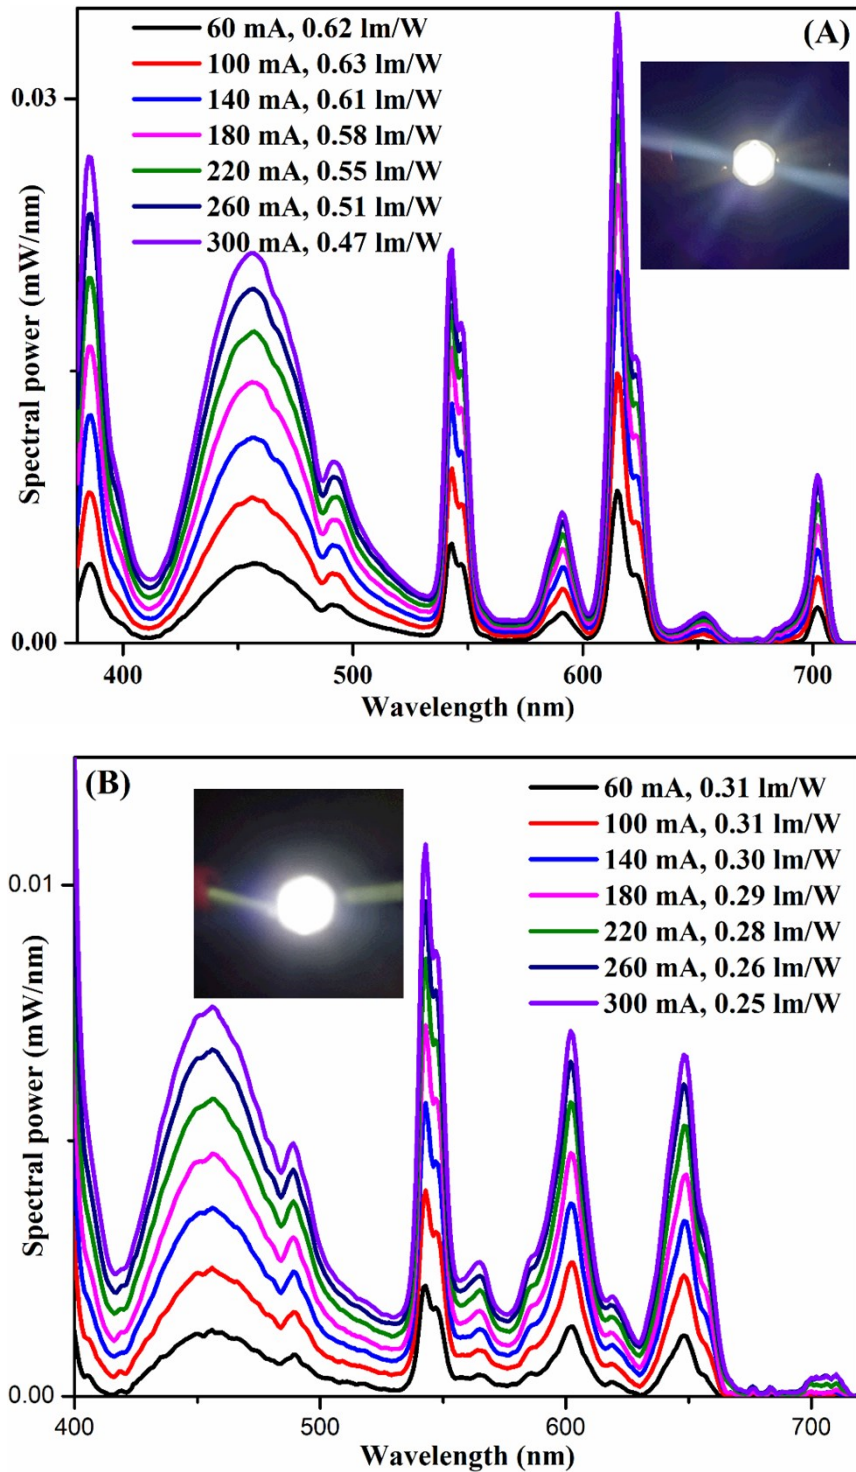 (A)
60 mA, 0.62 lm/W
100 mA, 0.63 lm/W
140 mA, 0.61 lm/W
180 mA, 0.58 lm/W
220 mA, 0.55 lm/W
260 mA, 0.51 lm/W
300 mA, 0.47 lm/W
0.03
0.00
Spectral power (mW/nm)
400 500 600 700
Wavelength (nm)
(B)
60 mA, 0.31 lm/W
100 mA, 0.31 lm/W
140 mA, 0.30 lm/W
180 mA, 0.29 lm/W
220 mA, 0.28 lm/W
260 mA, 0.26 lm/W
300 mA, 0.25 lm/W
0.01
0.00
Spectral power (mW/nm)
400 500 600 700
Wavelength (nm)